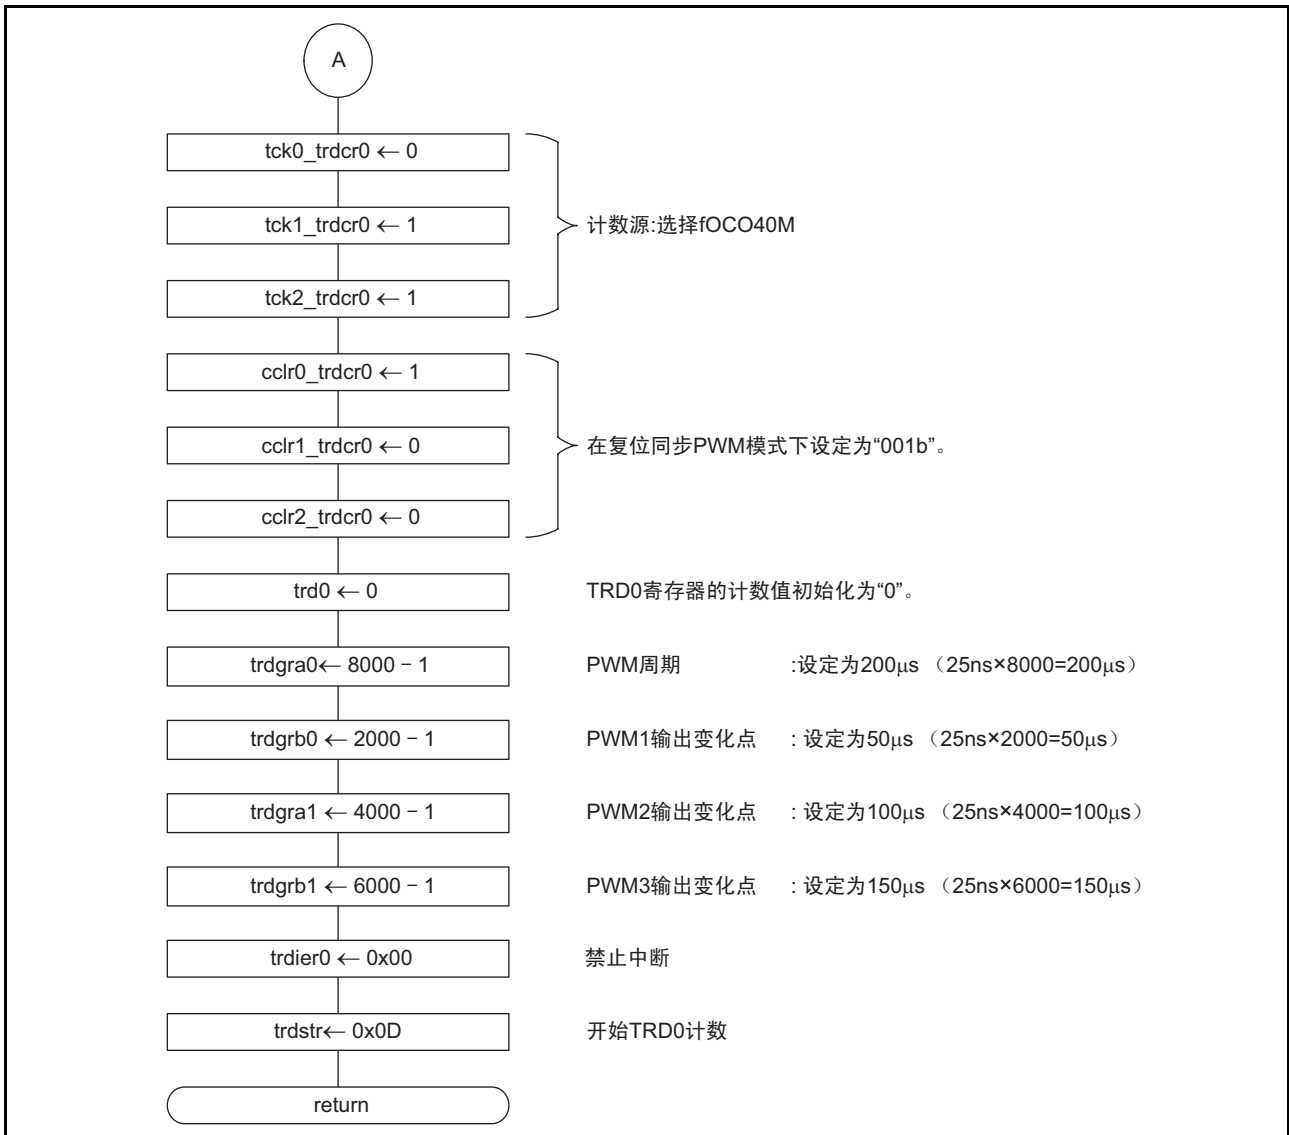 A
tck0_trdcr0 ← 0
tck1_trdcr0 ← 1
计数源:选择fOCO40M
tck2_trdcr0 ← 1
cclr0_trdcr0 ← 1
cclr1_trdcr0 ← 0
在复位同步PWM模式下设定为“001b”。
cclr2_trdcr0 ← 0
trd0 ← 0
TRD0寄存器的计数值初始化为“0”。
trdgra0← 8000 − 1
PWM周期 :设定为200μs （25ns×8000=200μs）
trdgrb0 ← 2000 − 1
PWM1输出变化点 : 设定为50μs （25ns×2000=50μs）
trdgra1 ← 4000 − 1
PWM2输出变化点 : 设定为100μs （25ns×4000=100μs）
trdgrb1 ← 6000 − 1
PWM3输出变化点 : 设定为150μs （25ns×6000=150μs）
trdier0 ← 0x00
禁止中断
trdstr← 0x0D
开始TRD0计数
return